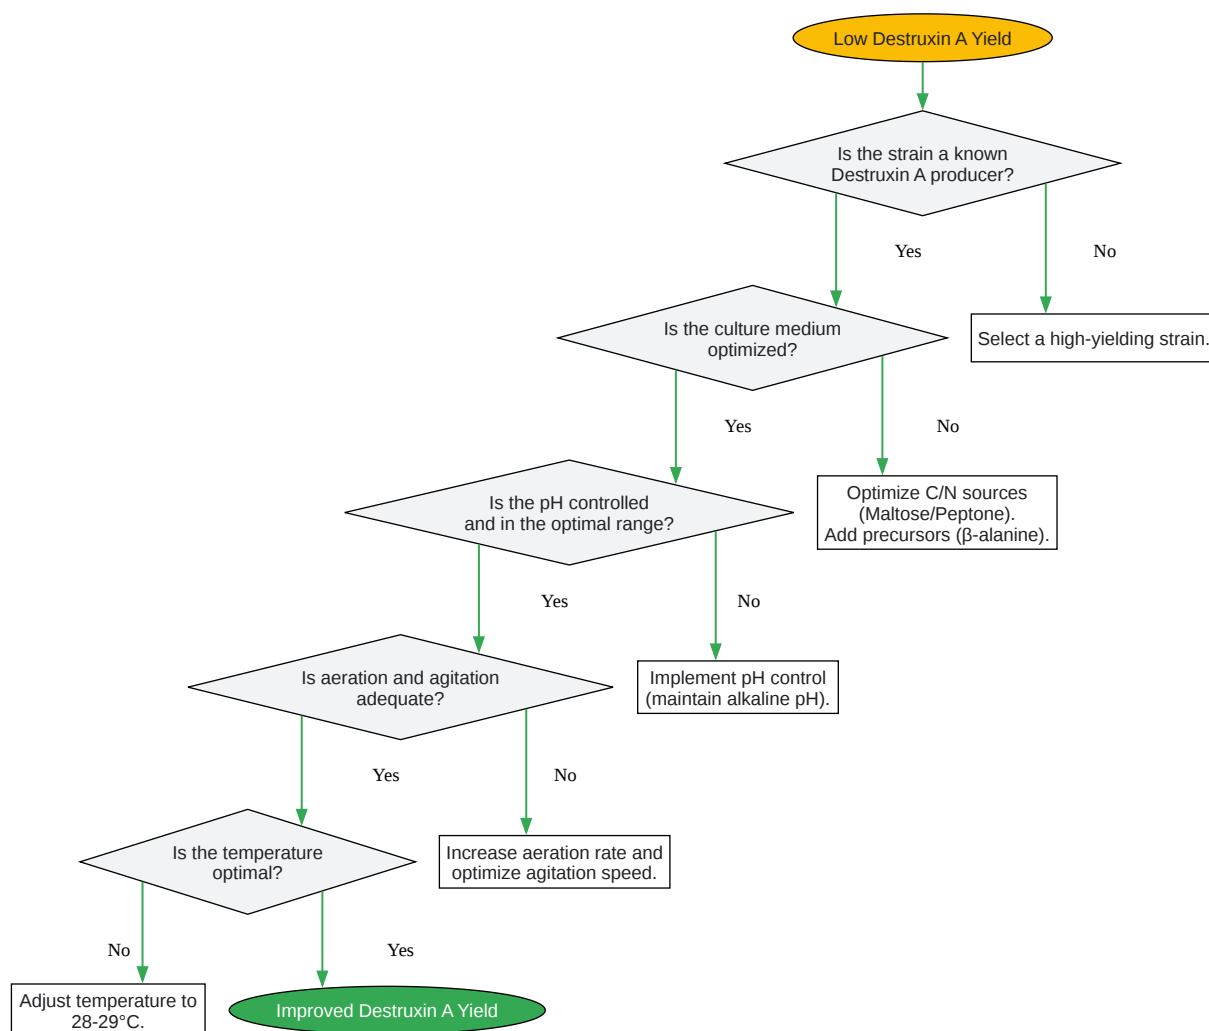 Low Destruxin A Yield
Is the strain a known
Destruxin A producer?
Yes
No
Is the culture medium
optimized?
Select a high-yielding strain.
Yes
No
Is the pH controlled
and in the optimal range?
Optimize C/N sources
(Maltose/Peptone).
Add precursors (β-alanine).
Yes
No
Is aeration and agitation
adequate?
Implement pH control
(maintain alkaline pH).
Yes
No
Is the temperature
optimal?
Increase aeration rate and
optimize agitation speed.
No
Yes
Adjust temperature to
28-29°C.
Improved Destruxin A Yield